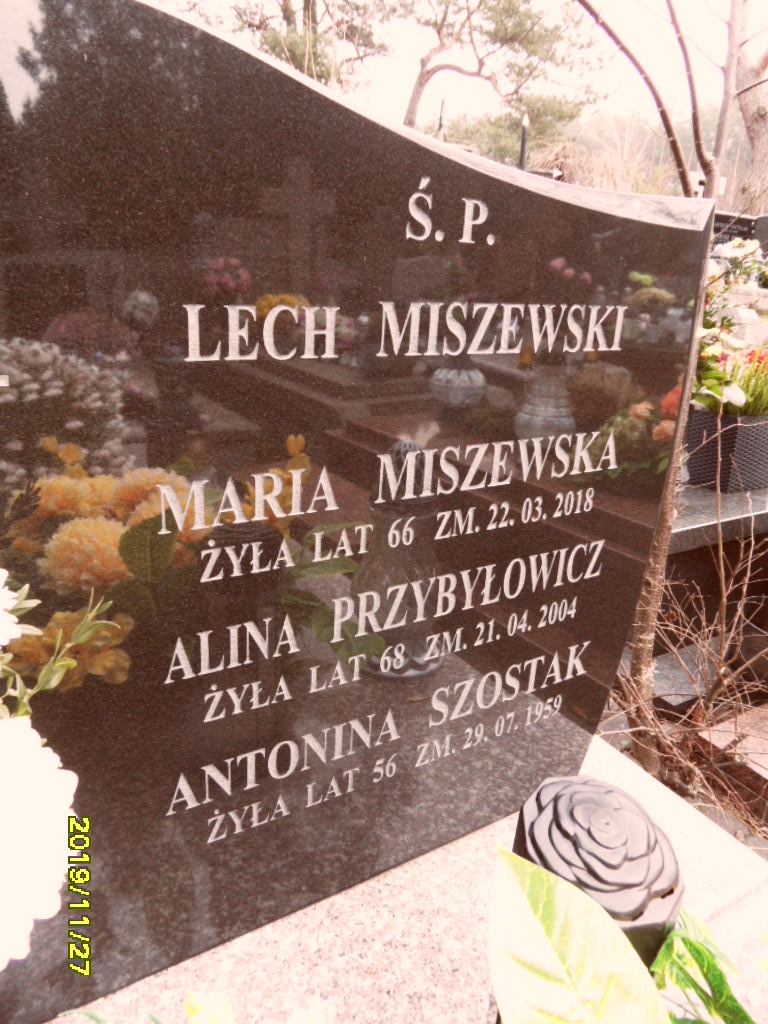 Ś. P.
LECH MISZEWSKI
MARIA MISZEWSKA
ŻYŁA LAT 66 ZM. 22. 03. 2018
ALINA PRZYBYŁOWICZ
ŻYŁA LAT 68 ZM. 21. 04. 2004
ANTONINA SZOSTAK
ŻYŁA LAT 56 ZM. 29. 07. 1959
2019/11/27